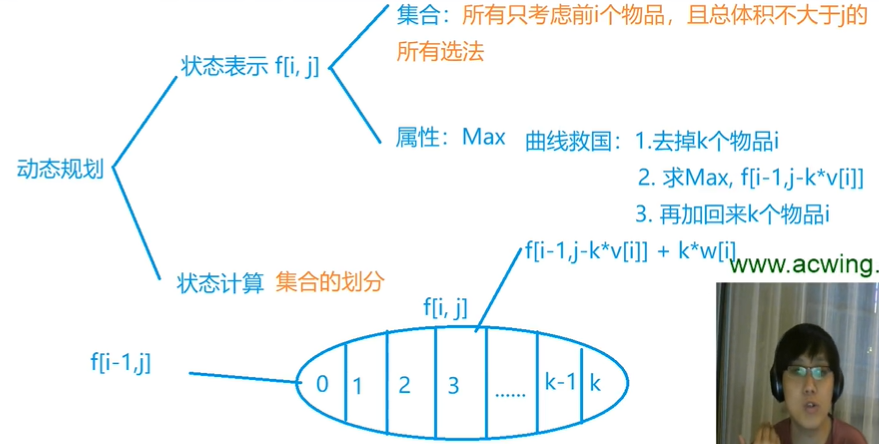 集合：所有只考虑前i个物品，且总体积不大于j的
所有选法
状态表示 f[i, j]
属性：Max
曲线救国：1.去掉k个物品i
2. 求Max, f[i-1,j-k*v[i]]
3. 再加回来k个物品i
动态规划
f[i-1,j-k*v[i]] + k*w[i]
www.acwing.
状态计算 集合的划分
f[i, j]
f[i-1,j]
0 1 2 3 ...... k-1 k